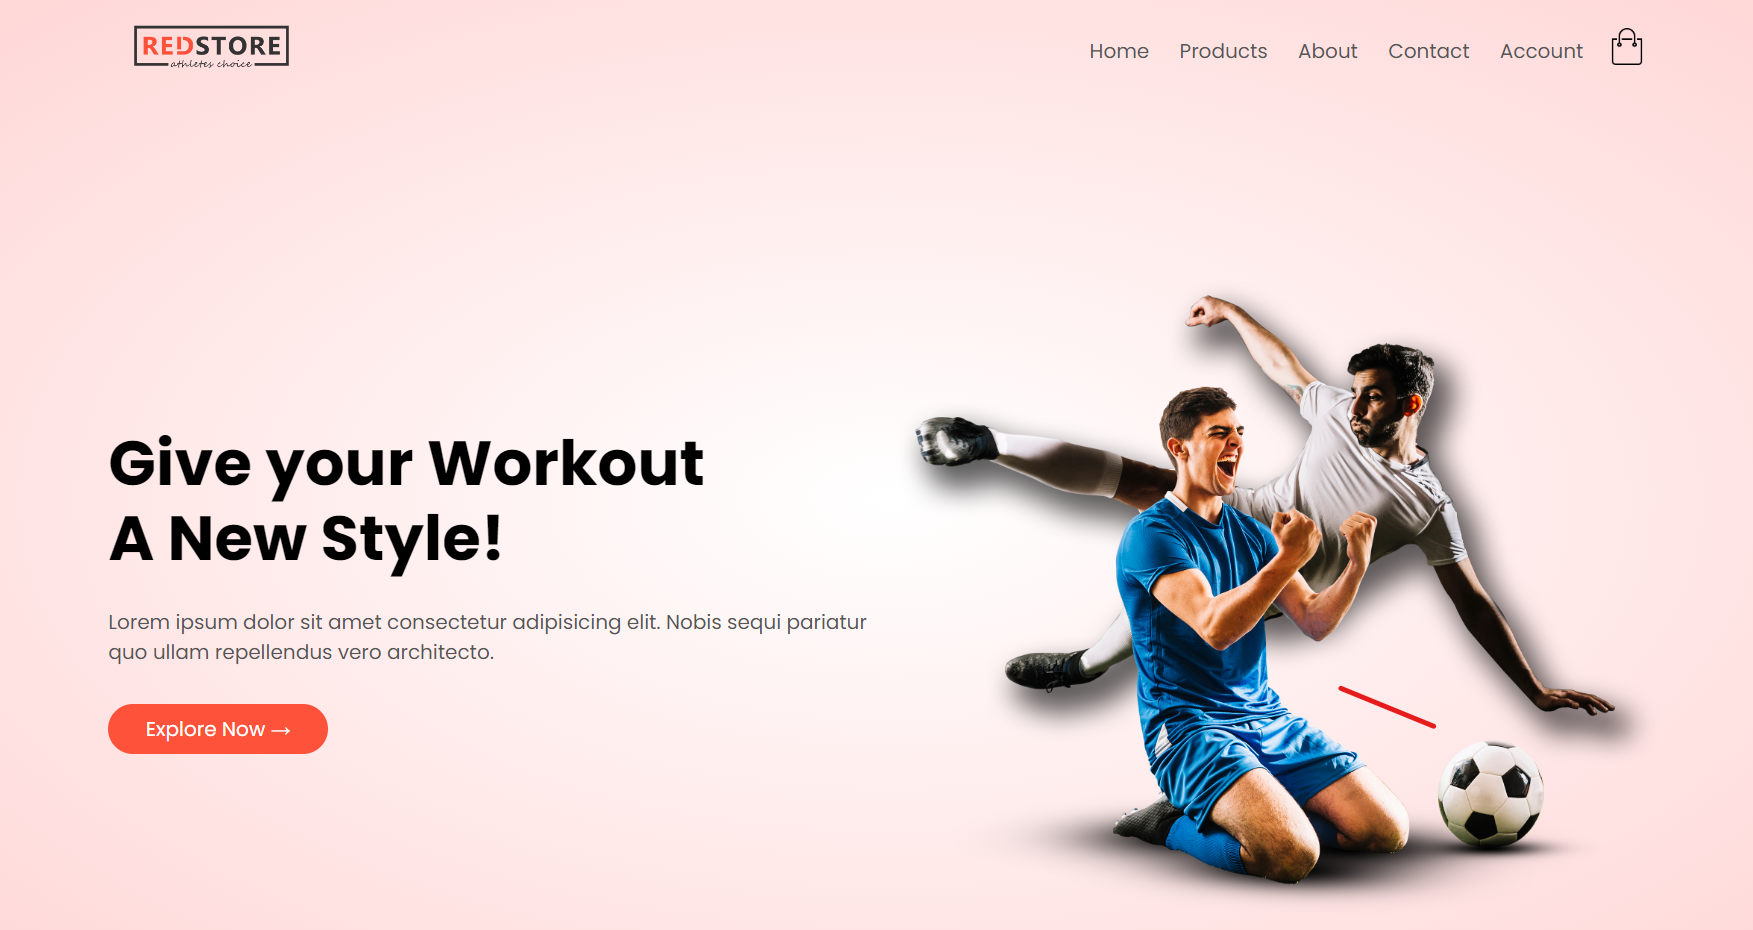 REDSTORE
athletes choice
Home Products About Contact Account
Give your Workout
A New Style!
Lorem ipsum dolor sit amet consectetur adipisicing elit. Nobis sequi pariatur
quo ullam repellendus vero architecto.
Explore Now →